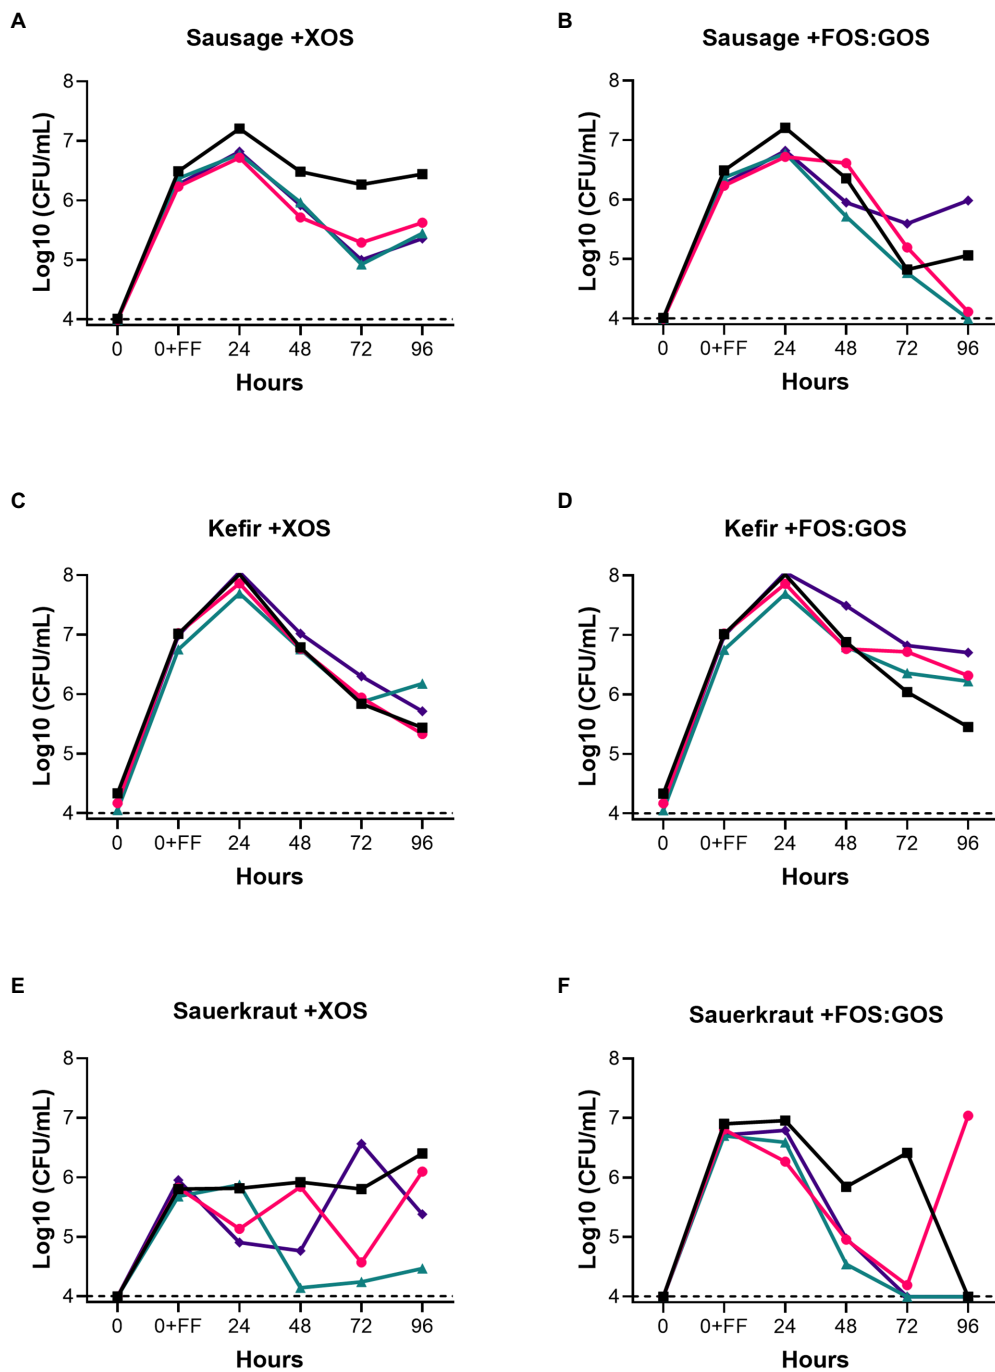 A
Sausage +XOS
Log10 (CFU/mL)
8
7
6
5
4
0 0+FF 24 48 72 96
Hours
B
Sausage +FOS:GOS
Log10 (CFU/mL)
8
7
6
5
4
0 0+FF 24 48 72 96
Hours
C
Kefir +XOS
Log10 (CFU/mL)
8
7
6
5
4
0 0+FF 24 48 72 96
Hours
D
Kefir +FOS:GOS
Log10 (CFU/mL)
8
7
6
5
4
0 0+FF 24 48 72 96
Hours
E
Sauerkraut +XOS
Log10 (CFU/mL)
8
7
6
5
4
0 0+FF 24 48 72 96
Hours
F
Sauerkraut +FOS:GOS
Log10 (CFU/mL)
8
7
6
5
4
0 0+FF 24 48 72 96
Hours